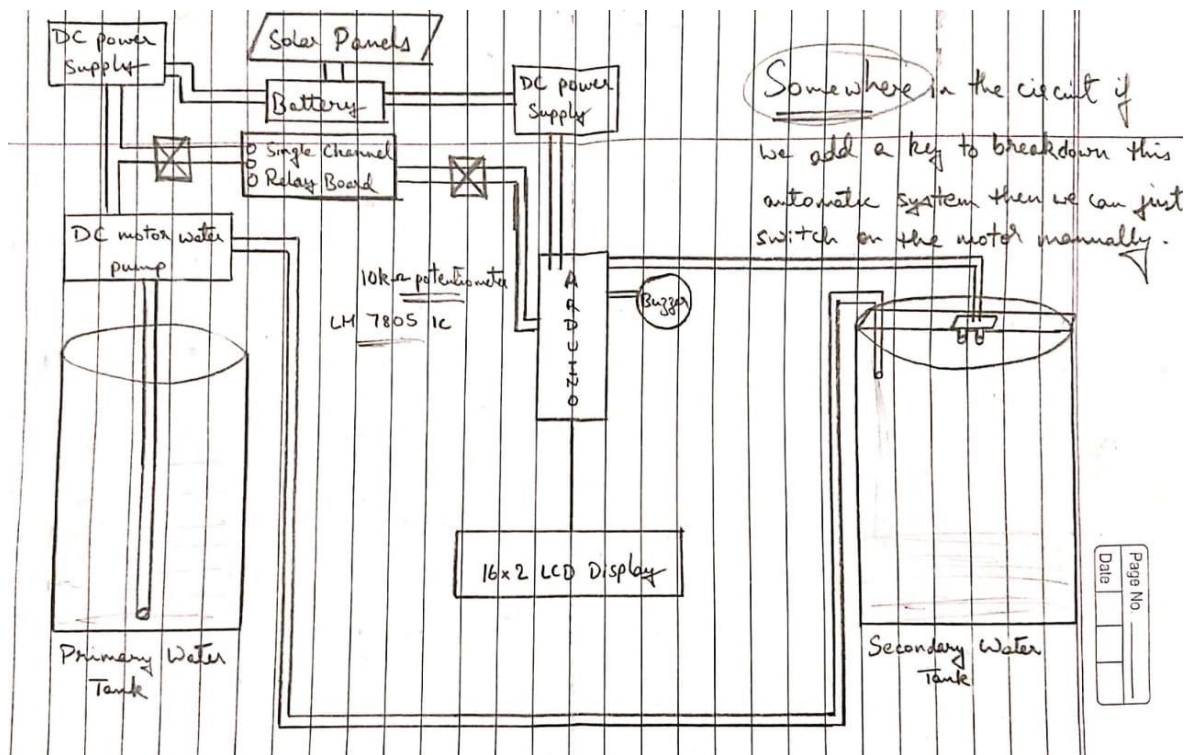 DC power
Supply
Solar Panels
Battery
DC power
Supply
Somewhere in the circuit if
we add a key to breakdown this
automatic system then we can just
switch on the motor manually.
Single Channel
Relay Board
DC motor water
pump
10kΩ potentiometer
LM 7805 IC
ARDUINO
Buzzer
16x2 LCD Display
Primary Water
Tank
Secondary Water
Tank
Page No.
Date